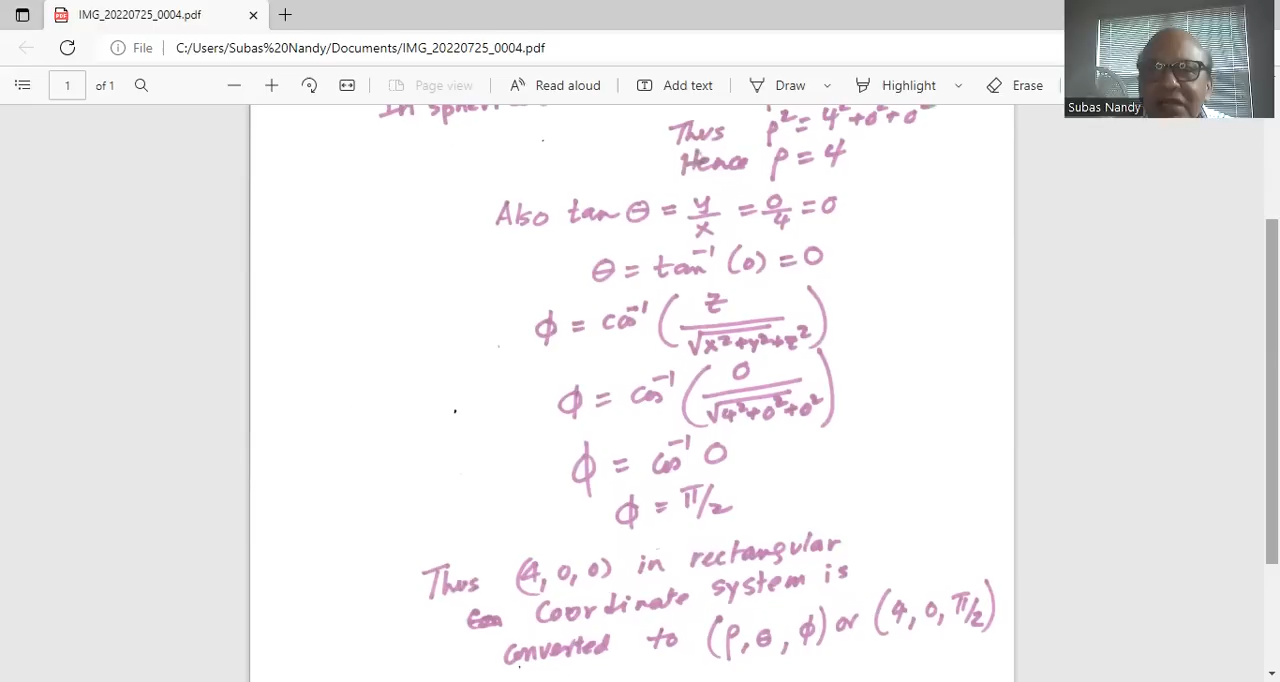 IMG_20220725_0004.pdf
File C:/Users/Subas%20Nandy/Documents/IMG_20220725_0004.pdf
1 of 1 Page view Read aloud Add text Draw Highlight Erase
Subas Nandy
In
Thus ρ² = 4²+0²+0²
Hence ρ = 4
Also tan θ = y/x = 0/4 = 0
θ = tan⁻¹ (0) = 0
ϕ = cos⁻¹ (z/√x²+y²+z²)
ϕ = cos⁻¹ (0/√4²+0²+0²)
ϕ = cos⁻¹ 0
ϕ = π/2
Thus (4, 0, 0) in rectangular
Coordinate system is
converted to (ρ, θ, ϕ) or (4, 0, π/2)